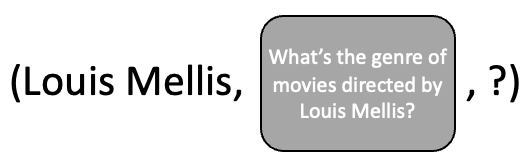 (Louis Mellis, What's the genre of movies directed by Louis Mellis? , ?)